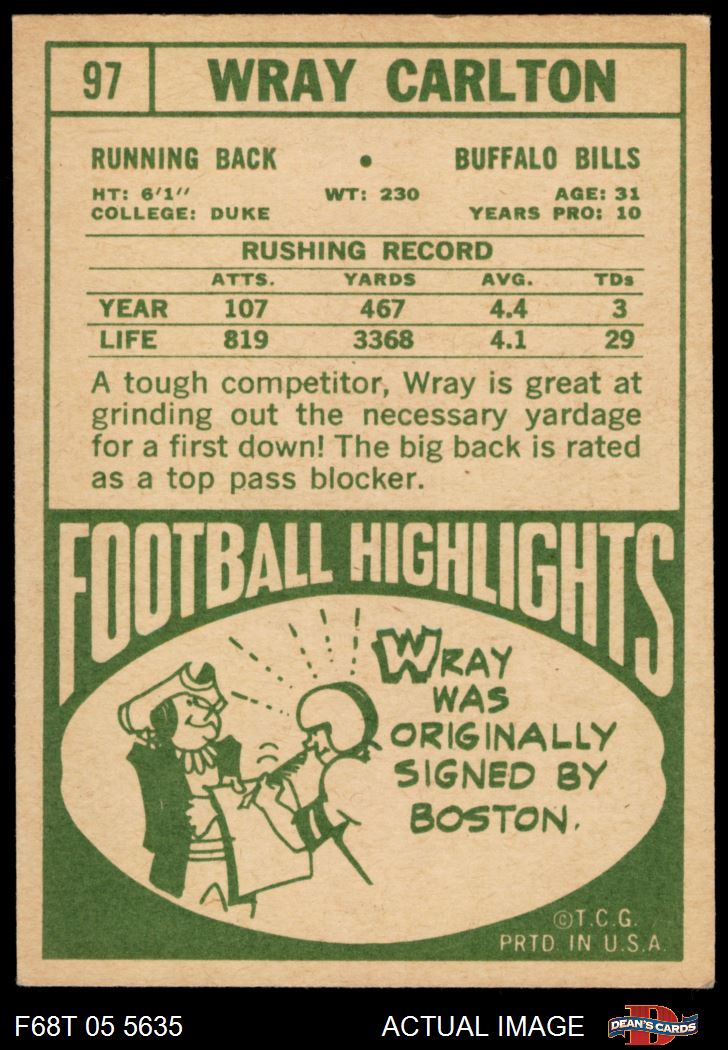 97 WRAY CARLTON
RUNNING BACK • BUFFALO BILLS
HT: 6'1" WT: 230 AGE: 31
COLLEGE: DUKE YEARS PRO: 10
RUSHING RECORD
ATTS. YARDS AVG. TDs
YEAR 107 467 4.4 3
LIFE 819 3368 4.1 29
A tough competitor, Wray is great at
grinding out the necessary yardage
for a first down! The big back is rated
as a top pass blocker.
FOOTBALL HIGHLIGHTS
WRAY
WAS
ORIGINALLY
SIGNED BY
BOSTON.
©T.C.G.
PRTD. IN U.S.A.
F68T 05 5635 ACTUAL IMAGE D DEAN'S CARDS